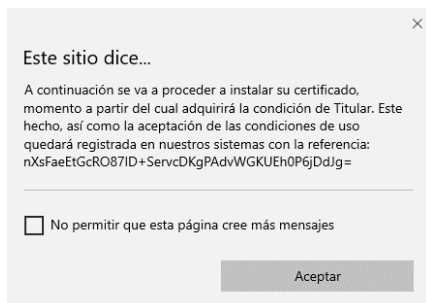 Este sitio dice...
A continuación se va a proceder a instalar su certificado,
momento a partir del cual adquirirá la condición de Titular. Este
hecho, así como la aceptación de las condiciones de uso
quedará registrada en nuestros sistemas con la referencia:
nXsFaeEtGcRO87lD+ServcDKgPAdvWGKUEh0P6jDdJg=
No permitir que esta página cree más mensajes
Aceptar